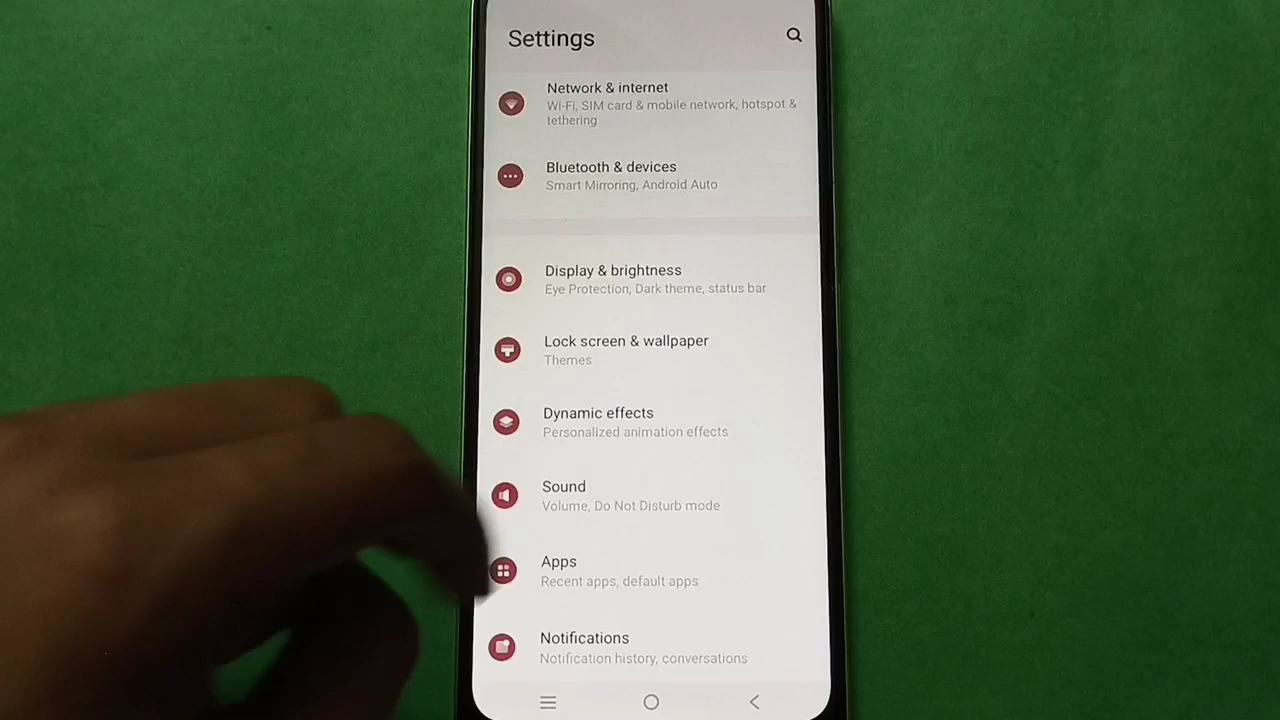 Settings
Network & internet
Wi-Fi, SIM card & mobile network, hotspot &
tethering
Bluetooth & devices
Smart Mirroring, Android Auto
Display & brightness
Eye Protection, Dark theme, status bar
Lock screen & wallpaper
Themes
Dynamic effects
Personalized animation effects
Sound
Volume, Do Not Disturb mode
Apps
Recent apps, default apps
Notifications
Notification history, conversations